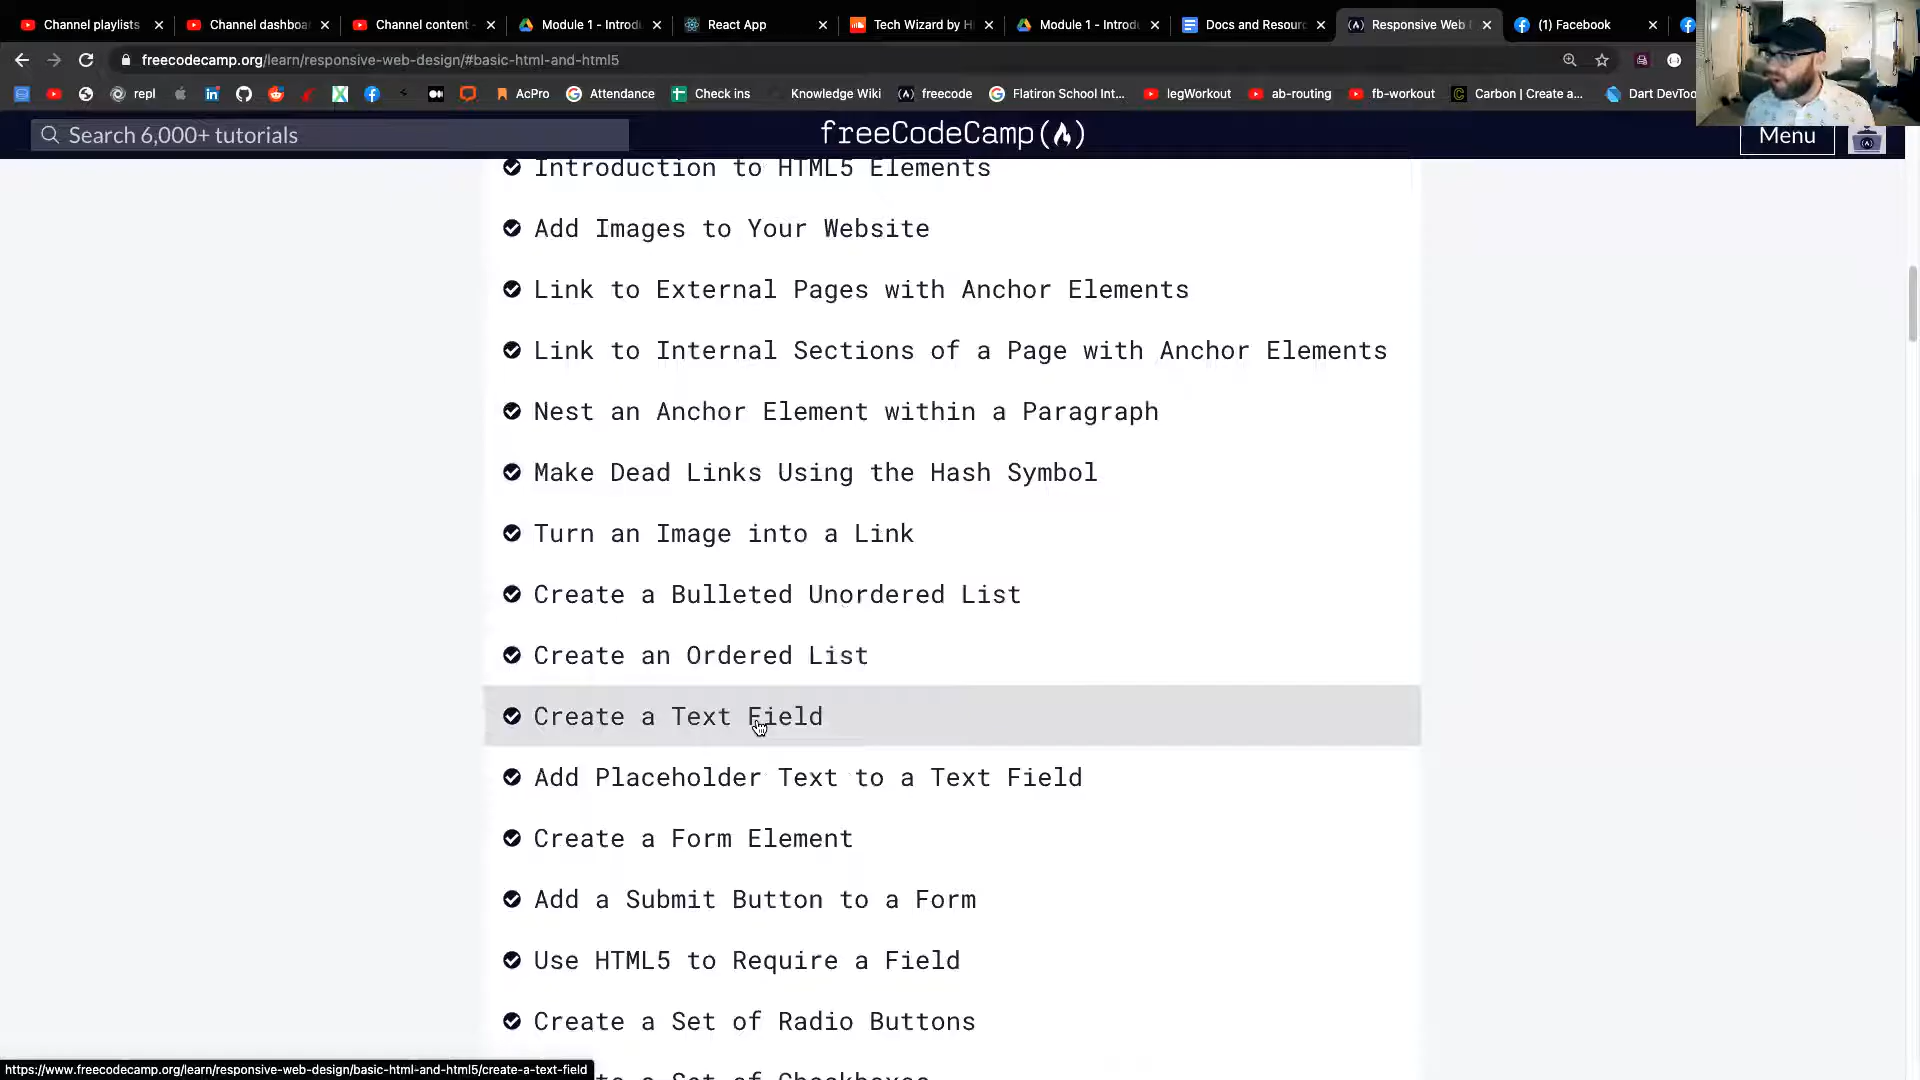 Channel playlists
Channel dashboa
Channel content -
Module 1 - Introdu
React App
Tech Wizard by H
Module 1 - Introdu
Docs and Resourc
Responsive Web
(1) Facebook
freecodecamp.org/learn/responsive-web-design/#basic-html-and-html5
repl
AcPro
Attendance
Check ins
Knowledge Wiki
freecode
Flatiron School Int...
legWorkout
ab-routing
fb-workout
Carbon | Create a...
Dart DevToo
Search 6,000+ tutorials
freeCodeCamp
Menu
Introduction to HTML5 Elements
Add Images to Your Website
Link to External Pages with Anchor Elements
Link to Internal Sections of a Page with Anchor Elements
Nest an Anchor Element within a Paragraph
Make Dead Links Using the Hash Symbol
Turn an Image into a Link
Create a Bulleted Unordered List
Create an Ordered List
Create a Text Field
Add Placeholder Text to a Text Field
Create a Form Element
Add a Submit Button to a Form
Use HTML5 to Require a Field
Create a Set of Radio Buttons
https://www.freecodecamp.org/learn/responsive-web-design/basic-html-and-html5/create-a-text-field
a Set of Checkboxes